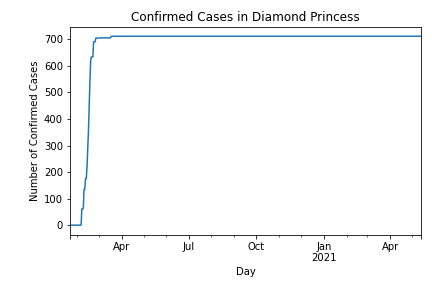 Confirmed Cases in Diamond Princess
Number of Confirmed Cases
700
600
500
400
300
200
100
0
Apr
Jul
Oct
Jan
2021
Apr
Day